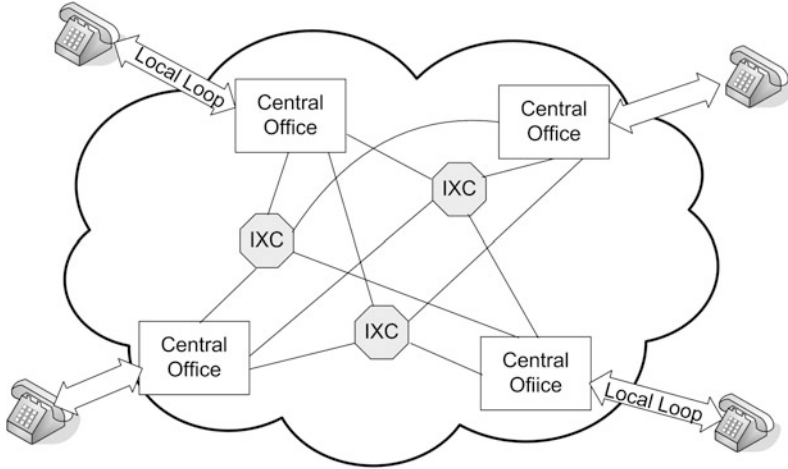 Local Loop
Central
Office
Central
Office
IXC
IXC
IXC
Central
Office
Central
Ofiice
Local Loop